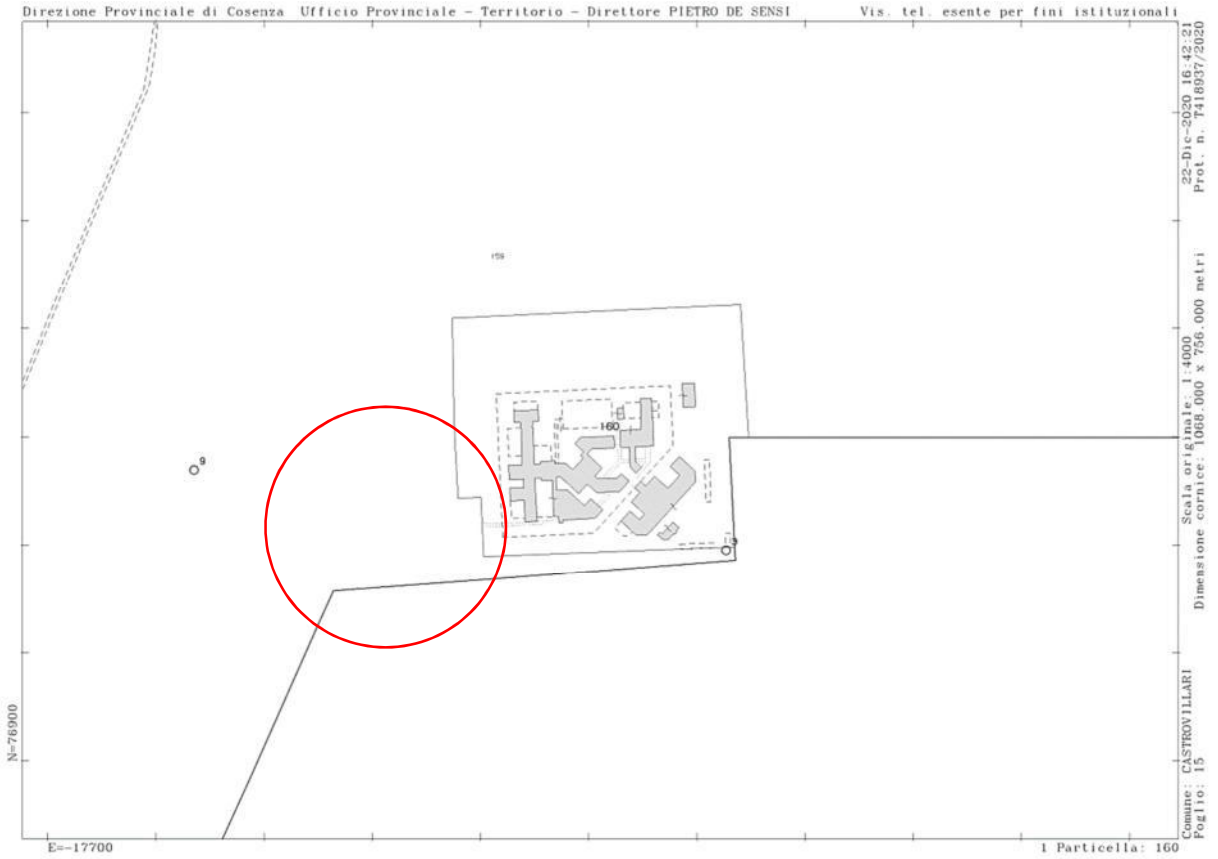 Direzione Provinciale di Cosenza Ufficio Provinciale - Territorio - Direttore PIETRO DE SENSI Vis. tel. esente per fini istituzionali
22-Dic-2020 16:42:21
Prot. n. T418937/2020
Scala originale: 1:4000
Dimensione cornice: 1068.000 x 756.000 metri
Comune: CASTROVILLARI
Foglio: 15
159
160
9
3
N=76900
E=-17700
1 Particella: 160